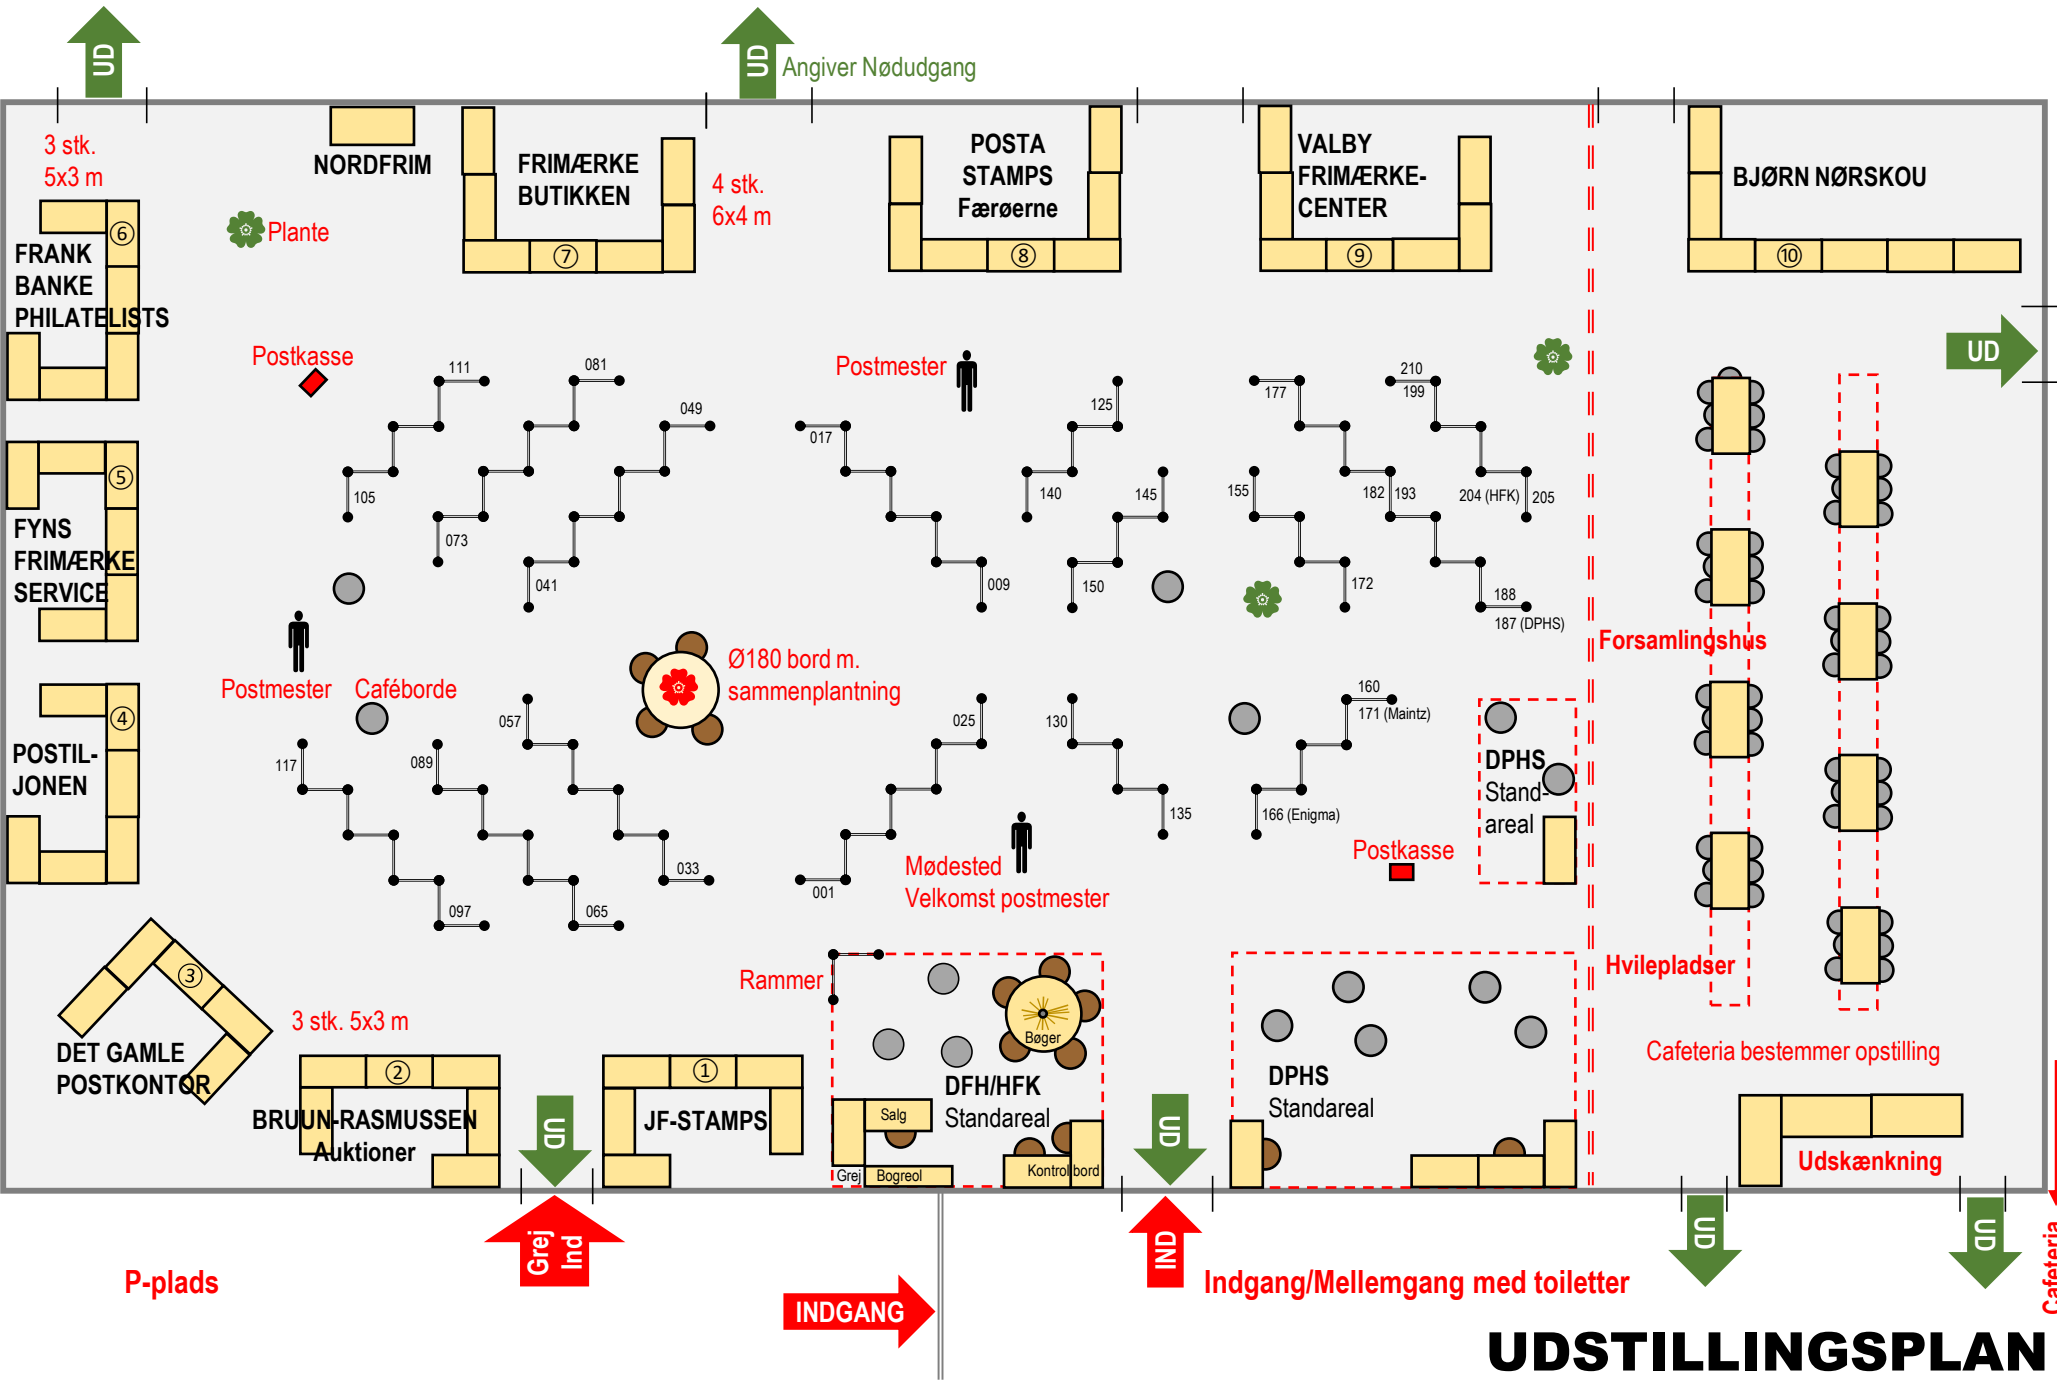 UD
UD
Angiver Nødudgang
3 stk.
5x3 m
NORDFRIM
FRIMÆRKE
BUTIKKEN
4 stk.
6x4 m
POSTA
STAMPS
Færøerne
VALBY
FRIMÆRKE-
CENTER
BJØRN NØRSKOU
6
FRANK
BANKE
PHILATELISTS
Plante
7
8
9
10
UD
Postkasse
111
081
049
017
Postmester
125
177
210
199
105
073
041
009
140
145
150
155
172
182
193
204 (HFK)
205
188
187 (DPHS)
5
FYNS
FRIMÆRKE
SERVICE
Forsamlingshus
Postmester
Caféborde
Ø180 bord m.
sammenplantning
4
POSTIL-
JONEN
117
089
057
025
130
160
171 (Maintz)
DPHS
Stand-
areal
097
065
033
001
135
166 (Enigma)
Postkasse
Mødested
Velkomst postmester
Hvilepladser
3
DET GAMLE
POSTKONTOR
3 stk. 5x3 m
Rammer
Bøger
2
BRUUN-RASMUSSEN
Auktioner
1
JF-STAMPS
DFH/HFK
Standareal
Salg
Grej
Bogreol
Kontrolbord
DPHS
Standareal
Cafeteria bestemmer opstilling
Udskænkning
UD
UD
UD
UD
Grej
Ind
IND
P-plads
INDGANG
Indgang/Mellemgang med toiletter
Cafeteria
UDSTILLINGSPLAN